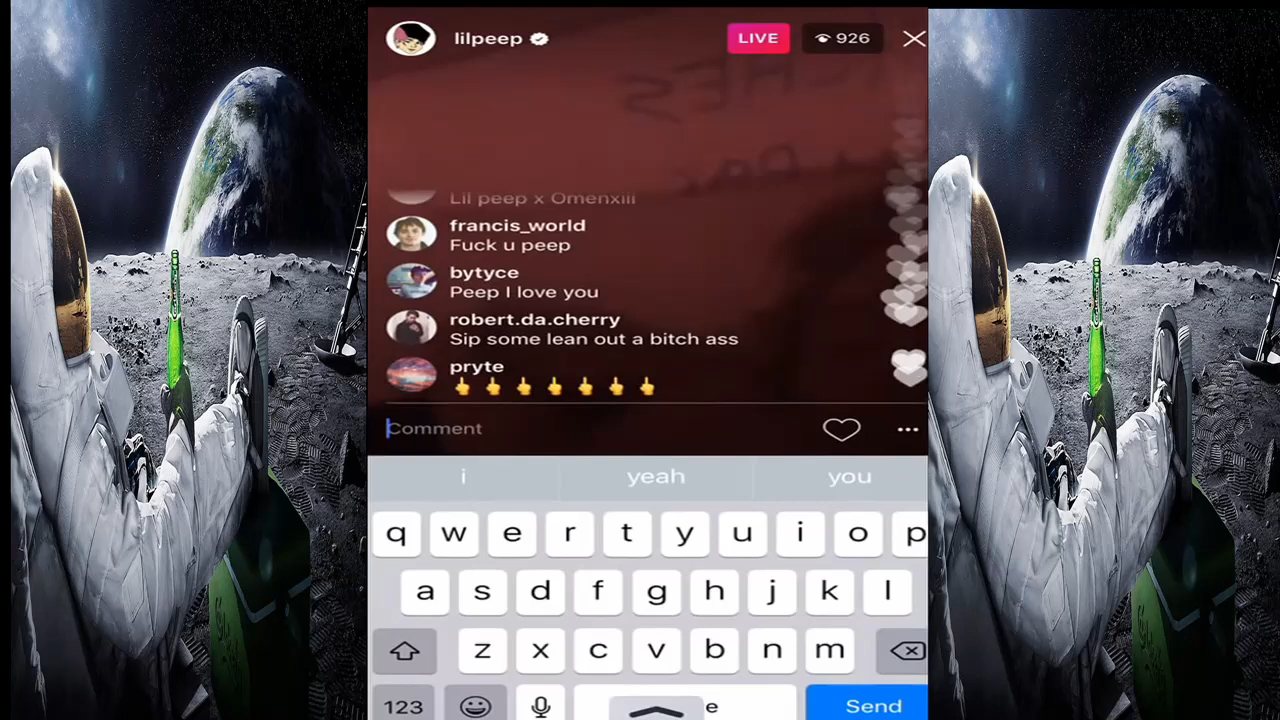 lilpeep
LIVE
926
Lil peep x Omenxiii
francis_world
Fuck u peep
bytyce
Peep I love you
robert.da.cherry
Sip some lean out a bitch ass
pryte
🖕 🖕 🖕 🖕 🖕 🖕 🖕
Comment
i yeah you
q w e r t y u i o p
a s d f g h j k l
z x c v b n m
123 e Send